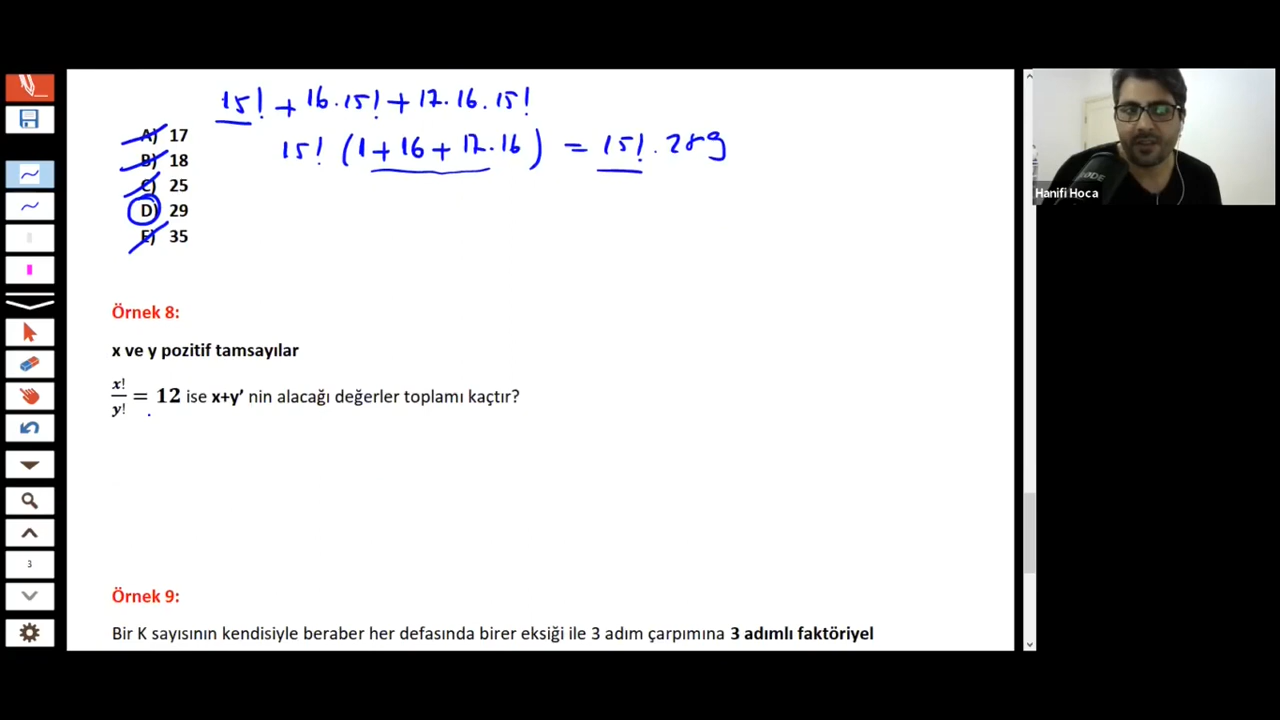 15! + 16.15! + 17.16.15!
15! (1 + 16 + 17.16) = 15! . 289
A) 17
B) 18
C) 25
D) 29
E) 35
Örnek 8:
x ve y pozitif tamsayılar
x!/y! = 12 ise x+y’ nin alacağı değerler toplamı kaçtır?
Örnek 9:
Bir K sayısının kendisiyle beraber her defasında birer eksiği ile 3 adım çarpımına 3 adımlı faktöriyel
Hanifi Hoca
3